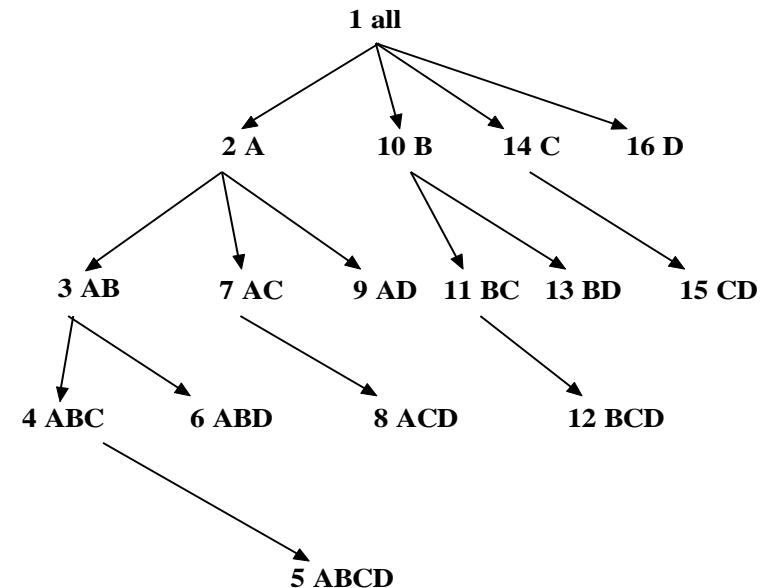 1 all
2 A
10 B
14 C
16 D
3 AB
7 AC
9 AD
11 BC
13 BD
15 CD
4 ABC
6 ABD
8 ACD
12 BCD
5 ABCD